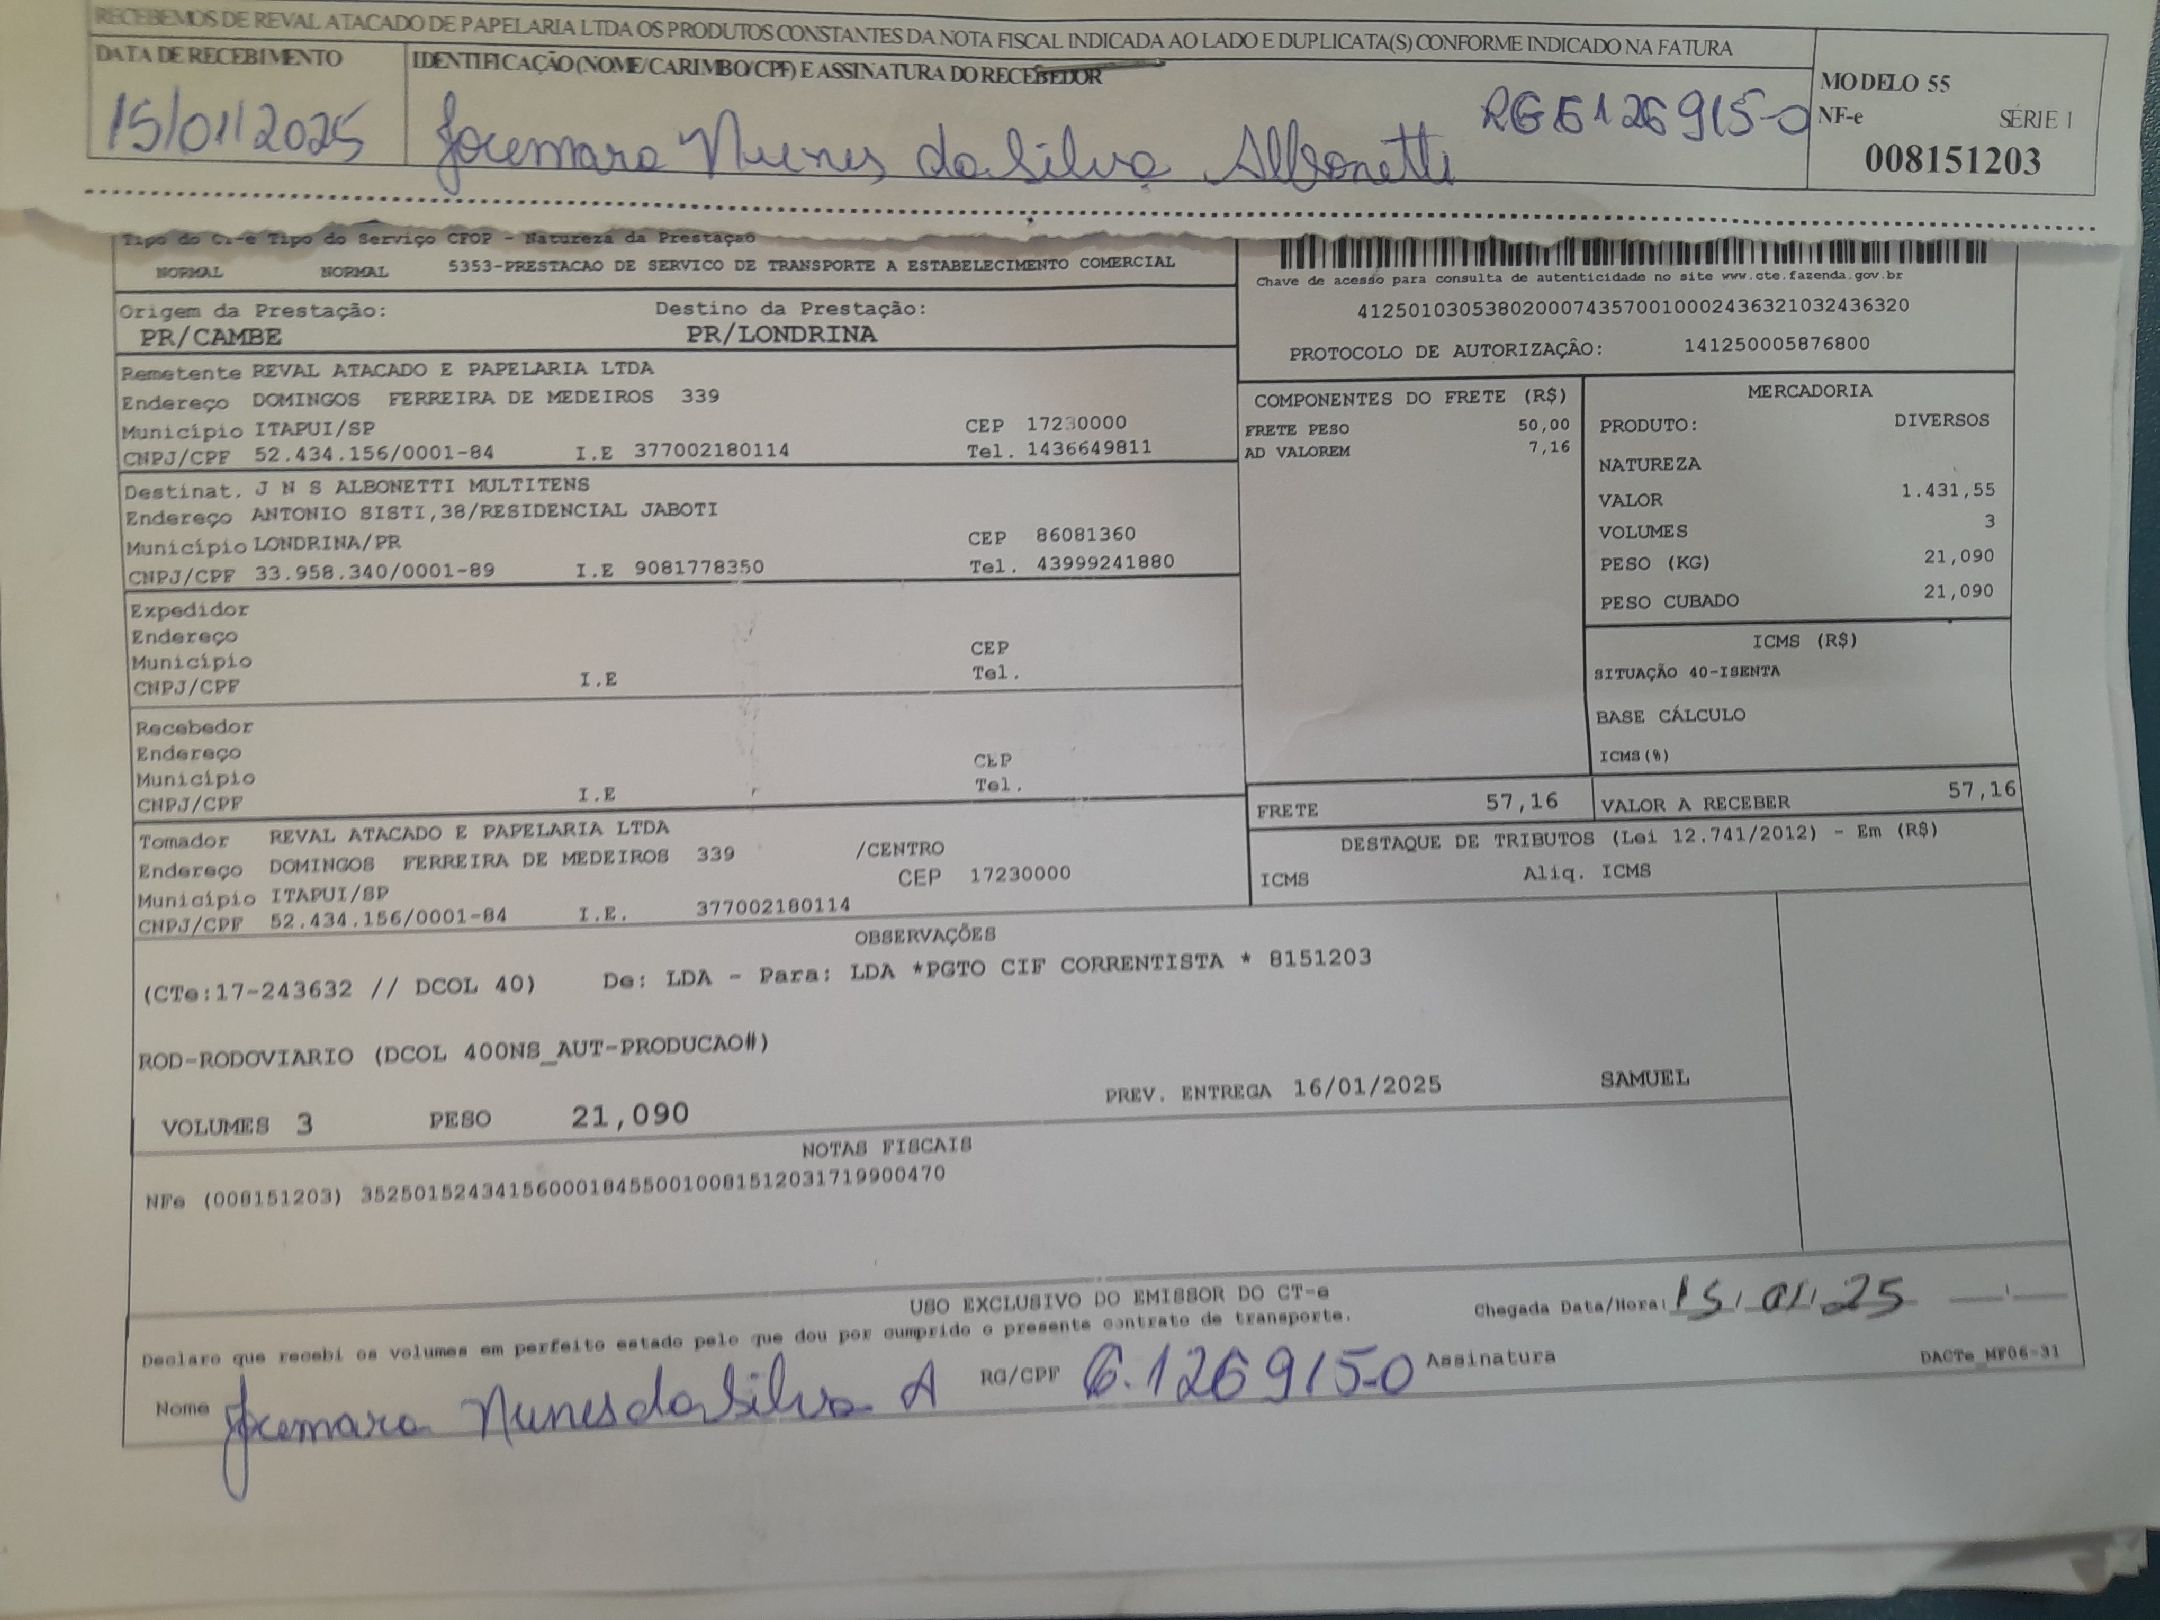 RECEBEMOS DE REVAL ATACADO DE PAPELARIA LTDA OS PRODUTOS CONSTANTES DA NOTA FISCAL INDICADA AO LADO E DUPLICATA(S) CONFORME INDICADO NA FATURA
DATA DE RECEBIMENTO IDENTIFICAÇÃO (NOME/CARIMBO/CPF) E ASSINATURA DO RECEBEDOR
15/01/2025 Jocemara Nunes da Silva Albonetti RG 6126915-0
MODELO 55
NF-e SÉRIE 1
008151203
Tipo do CT-e Tipo do Serviço CFOP - Natureza da Prestação
NORMAL NORMAL 5353-PRESTACAO DE SERVICO DE TRANSPORTE A ESTABELECIMENTO COMERCIAL
Chave de acesso para consulta de autenticidade no site www.cte.fazenda.gov.br
41250103053802000743570010002436321032436320
PROTOCOLO DE AUTORIZAÇÃO: 141250005876800
Origem da Prestação: Destino da Prestação:
PR/CAMBE PR/LONDRINA
Remetente REVAL ATACADO E PAPELARIA LTDA
Endereço DOMINGOS FERREIRA DE MEDEIROS 339
Município ITAPUI/SP CEP 17230000
CNPJ/CPF 52.434.156/0001-84 I.E 377002180114 Tel. 1436649811
Destinat. J N S ALBONETTI MULTITENS
Endereço ANTONIO SISTI,38/RESIDENCIAL JABOTI
Município LONDRINA/PR CEP 86081360
CNPJ/CPF 33.958.340/0001-89 I.E 9081778350 Tel. 43999241880
Expedidor
Endereço
Município CEP
CNPJ/CPF I.E Tel.
Recebedor
Endereço
Município CEP
CNPJ/CPF I.E Tel.
Tomador REVAL ATACADO E PAPELARIA LTDA
Endereço DOMINGOS FERREIRA DE MEDEIROS 339 /CENTRO
Município ITAPUI/SP CEP 17230000
CNPJ/CPF 52.434.156/0001-84 I.E. 377002180114
COMPONENTES DO FRETE (R$)
FRETE PESO 50,00
AD VALOREM 7,16
MERCADORIA
PRODUTO: DIVERSOS
NATUREZA
VALOR 1.431,55
VOLUMES 3
PESO (KG) 21,090
PESO CUBADO 21,090
ICMS (R$)
SITUAÇÃO 40-ISENTA
BASE CÁLCULO
ICMS(%)
FRETE 57,16 VALOR A RECEBER 57,16
DESTAQUE DE TRIBUTOS (Lei 12.741/2012) - Em (R$)
ICMS Aliq. ICMS
OBSERVAÇÕES
(CTe:17-243632 // DCOL 40) De: LDA - Para: LDA *PGTO CIF CORRENTISTA * 8151203
ROD-RODOVIARIO (DCOL 400NS_AUT-PRODUCAO#)
VOLUMES 3 PESO 21,090 PREV. ENTREGA 16/01/2025 SAMUEL
NOTAS FISCAIS
NFe (008151203) 35250152434156000184550010081512031719900470
USO EXCLUSIVO DO EMISSOR DO CT-e
Declaro que recebi os volumes em perfeito estado pelo que dou por cumprido o presente contrato de transporte.
Chegada Data/Hora: 15/01/25
Nome Jocemara Nunes da Silva A RG/CPF 6.126915-0 Assinatura DACTe_MF06-31